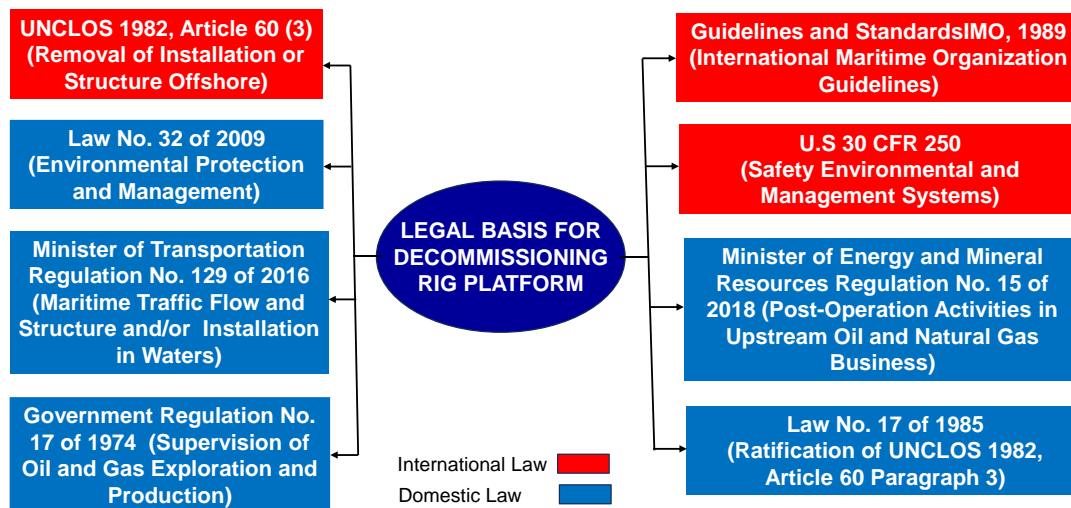 UNCLOS 1982, Article 60 (3)
(Removal of Installation or
Structure Offshore)
Law No. 32 of 2009
(Environmental Protection
and Management)
Minister of Transportation
Regulation No. 129 of 2016
(Maritime Traffic Flow and
Structure and/or Installation
in Waters)
Government Regulation No.
17 of 1974 (Supervision of
Oil and Gas Exploration and
Production)
LEGAL BASIS FOR
DECOMMISSIONING
RIG PLATFORM
Guidelines and StandardsIMO, 1989
(International Maritime Organization
Guidelines)
U.S 30 CFR 250
(Safety Environmental and
Management Systems)
Minister of Energy and Mineral
Resources Regulation No. 15 of
2018 (Post-Operation Activities in
Upstream Oil and Natural Gas
Business)
Law No. 17 of 1985
(Ratification of UNCLOS 1982,
Article 60 Paragraph 3)
International Law
Domestic Law